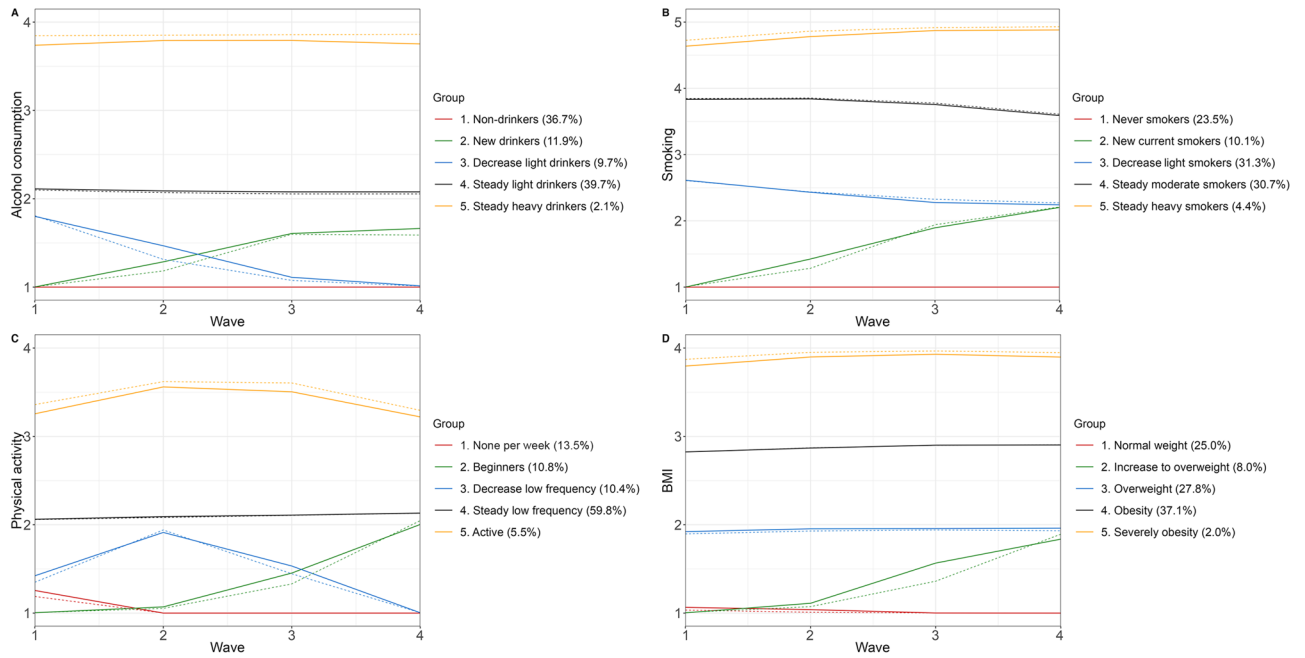 A
Alcohol consumption
4
3
2
1
1 2 3 4
Wave
Group
1. Non-drinkers (36.7%)
2. New drinkers (11.9%)
3. Decrease light drinkers (9.7%)
4. Steady light drinkers (39.7%)
5. Steady heavy drinkers (2.1%)
B
Smoking
5
4
3
2
1
1 2 3 4
Wave
Group
1. Never smokers (23.5%)
2. New current smokers (10.1%)
3. Decrease light smokers (31.3%)
4. Steady moderate smokers (30.7%)
5. Steady heavy smokers (4.4%)
C
Physical activity
4
3
2
1
1 2 3 4
Wave
Group
1. None per week (13.5%)
2. Beginners (10.8%)
3. Decrease low frequency (10.4%)
4. Steady low frequency (59.8%)
5. Active (5.5%)
D
BMI
4
3
2
1
1 2 3 4
Wave
Group
1. Normal weight (25.0%)
2. Increase to overweight (8.0%)
3. Overweight (27.8%)
4. Obesity (37.1%)
5. Severely obesity (2.0%)